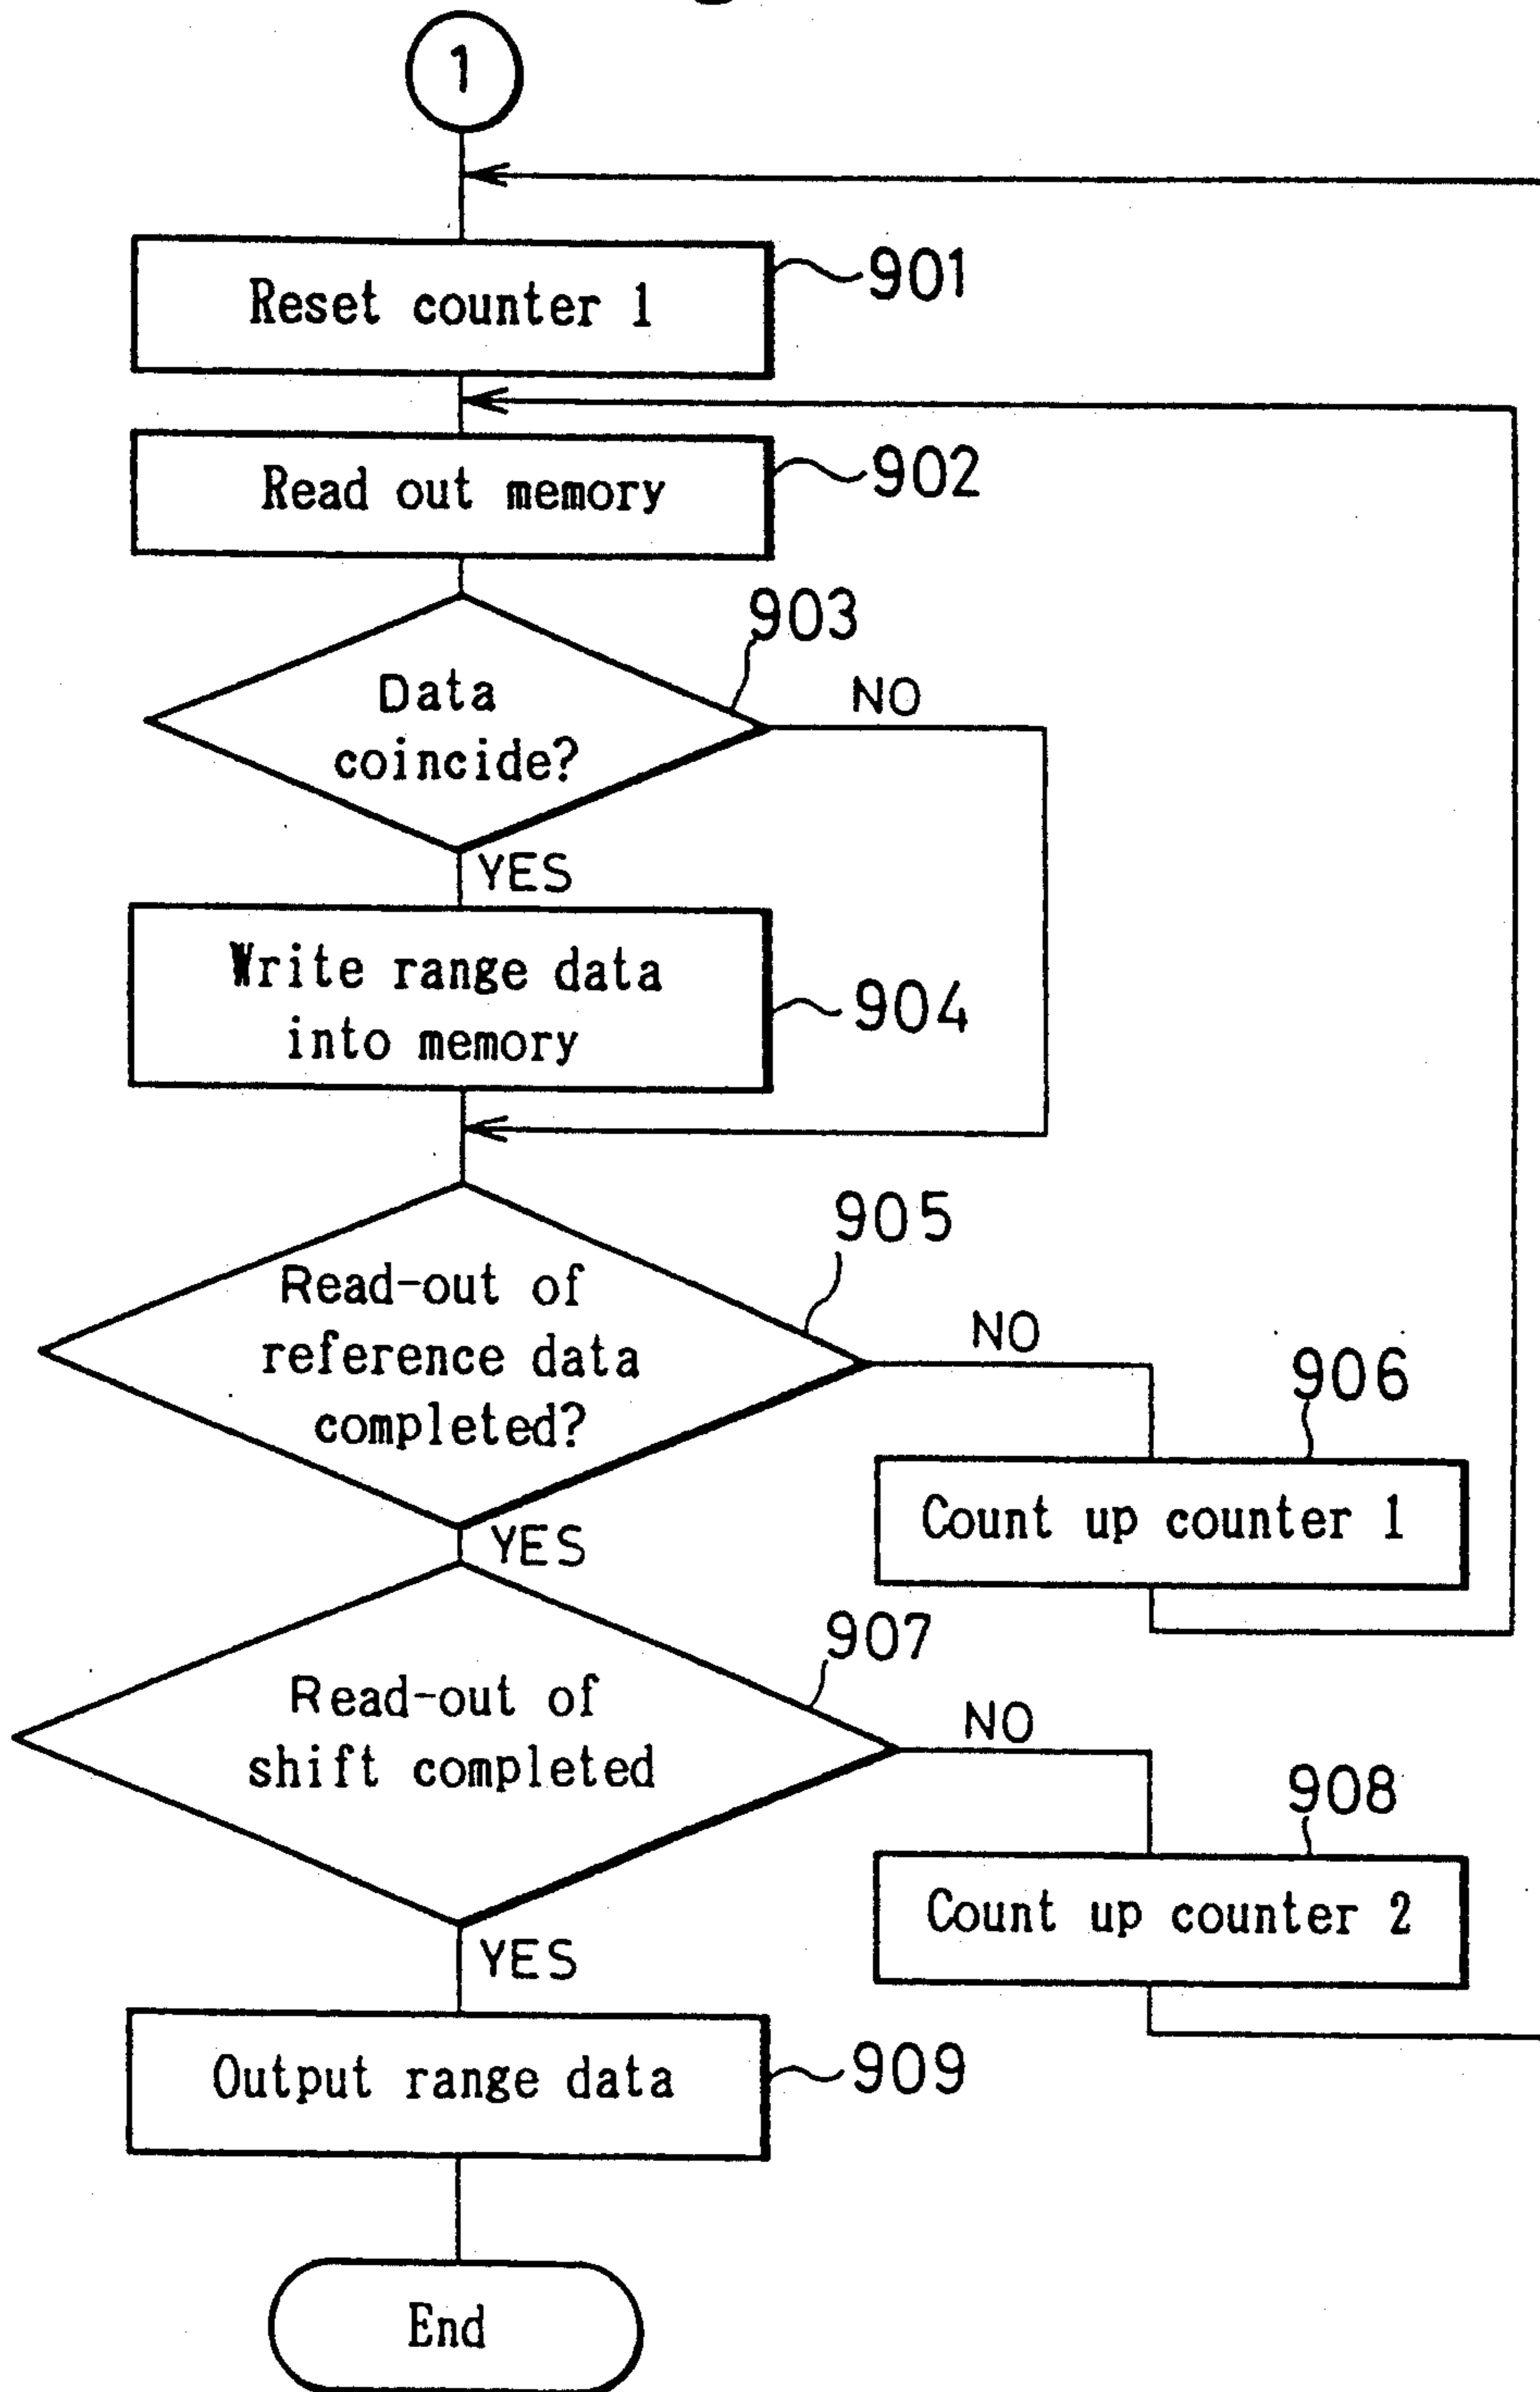 1
Reset counter 1
901
Read out memory
902
903
Data
coincide?
NO
YES
Write range data
into memory
904
905
Read-out of
reference data
completed?
NO
906
Count up counter 1
YES
907
Read-out of
shift completed
NO
908
Count up counter 2
YES
Output range data
909
End